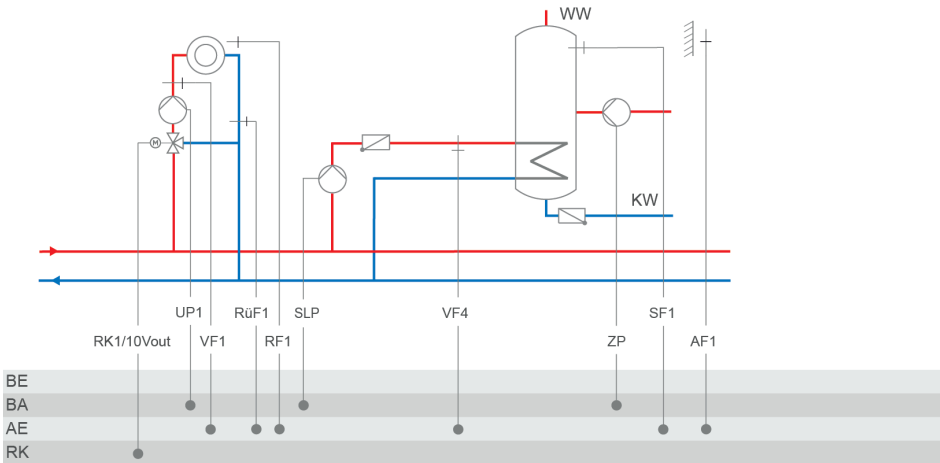 WW
M
KW
UP1
RüF1
SLP
VF4
SF1
RK1/10Vout
VF1
RF1
ZP
AF1
BE
BA
AE
RK